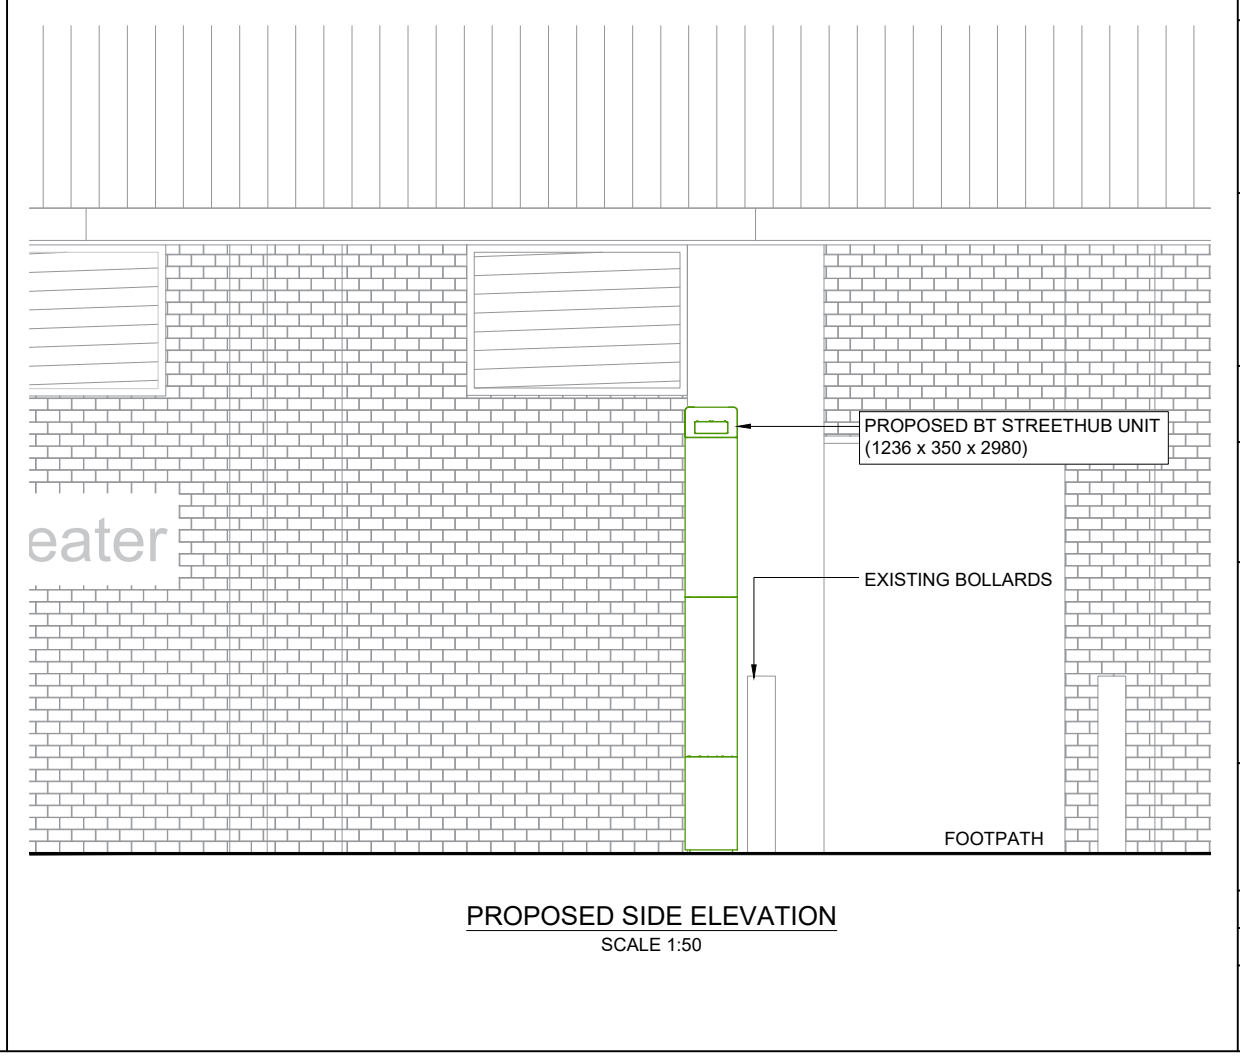 PROPOSED BT STREETHUB UNIT
(1236 x 350 x 2980)
eater
EXISTING BOLLARDS
FOOTPATH
PROPOSED SIDE ELEVATION
SCALE 1:50